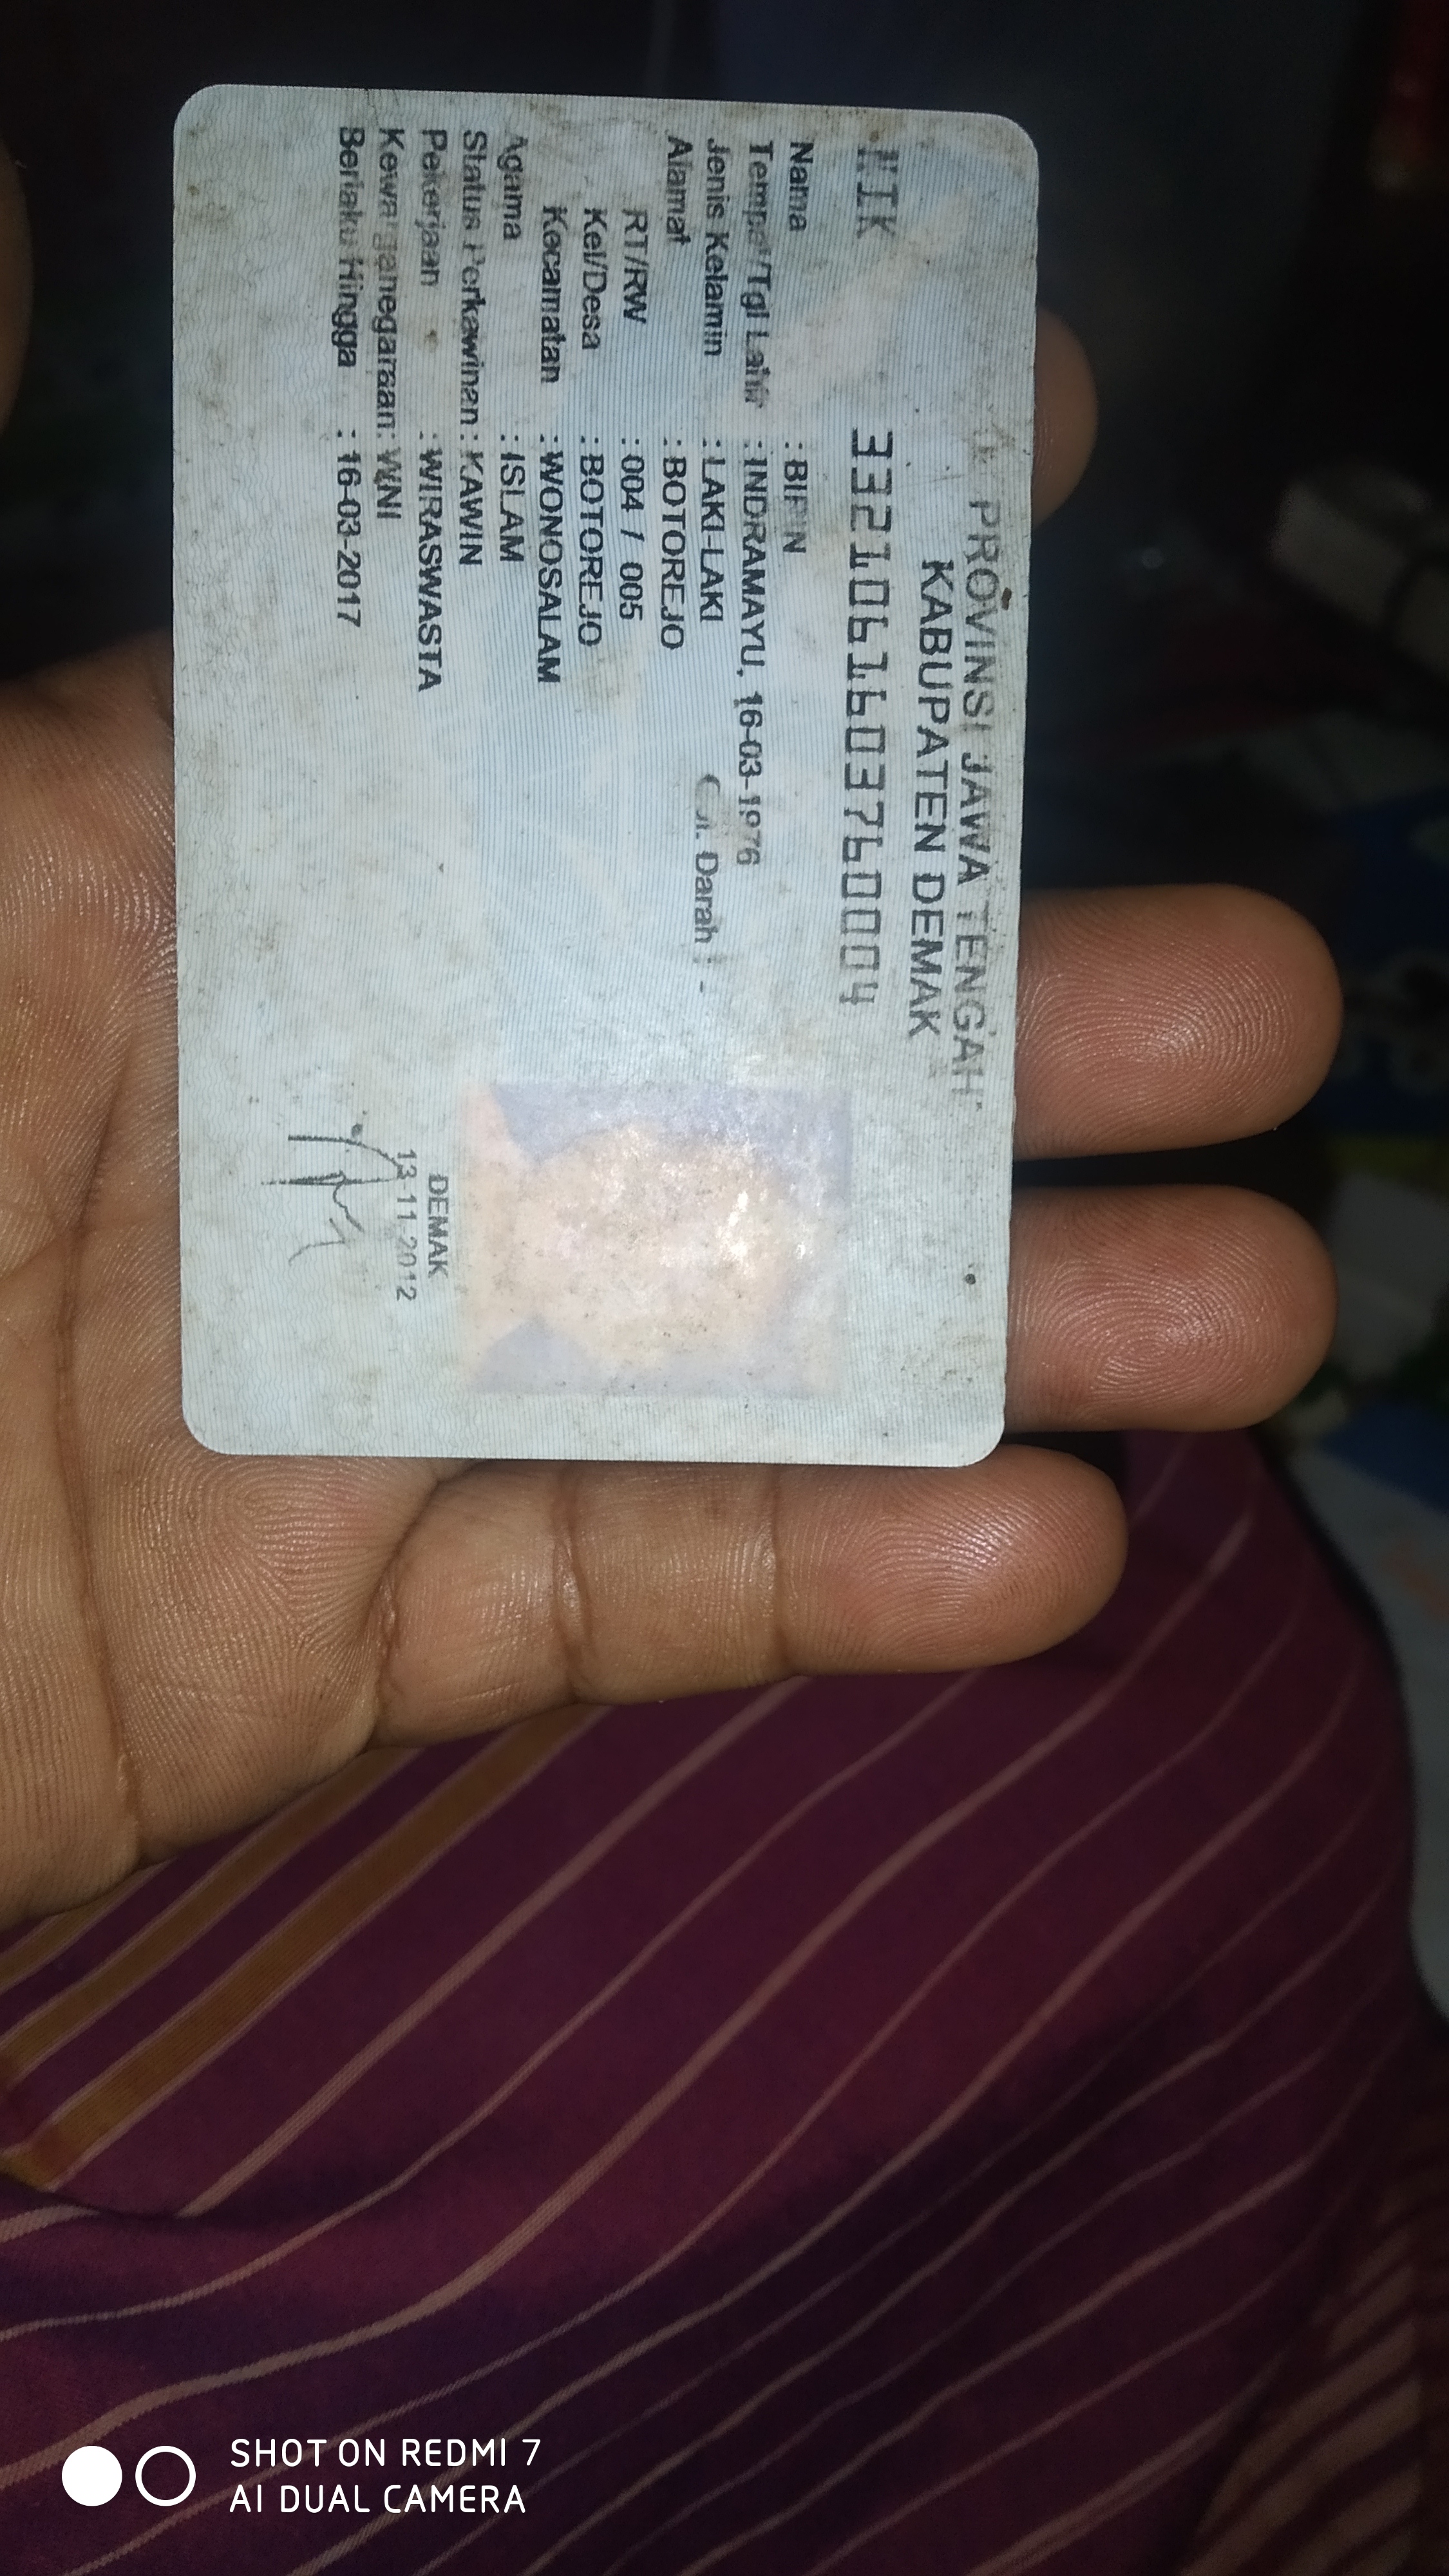 PROVINSI JAWA TENGAH
KABUPATEN DEMAK
NIK 3321061603760004
Nama : BIPIN
Tempat/Tgl Lahir : INDRAMAYU, 16-03-1976
Jenis Kelamin : LAKI-LAKI Gol. Darah : -
Alamat : BOTOREJO
RT/RW : 004 / 005
Kel/Desa : BOTOREJO
Kecamatan : WONOSALAM
Agama : ISLAM
Status Perkawinan : KAWIN
Pekerjaan : WIRASWASTA
Kewarganegaraan : WNI
Berlaku Hingga : 16-03-2017
DEMAK
13-11-2012
SHOT ON REDMI 7
AI DUAL CAMERA